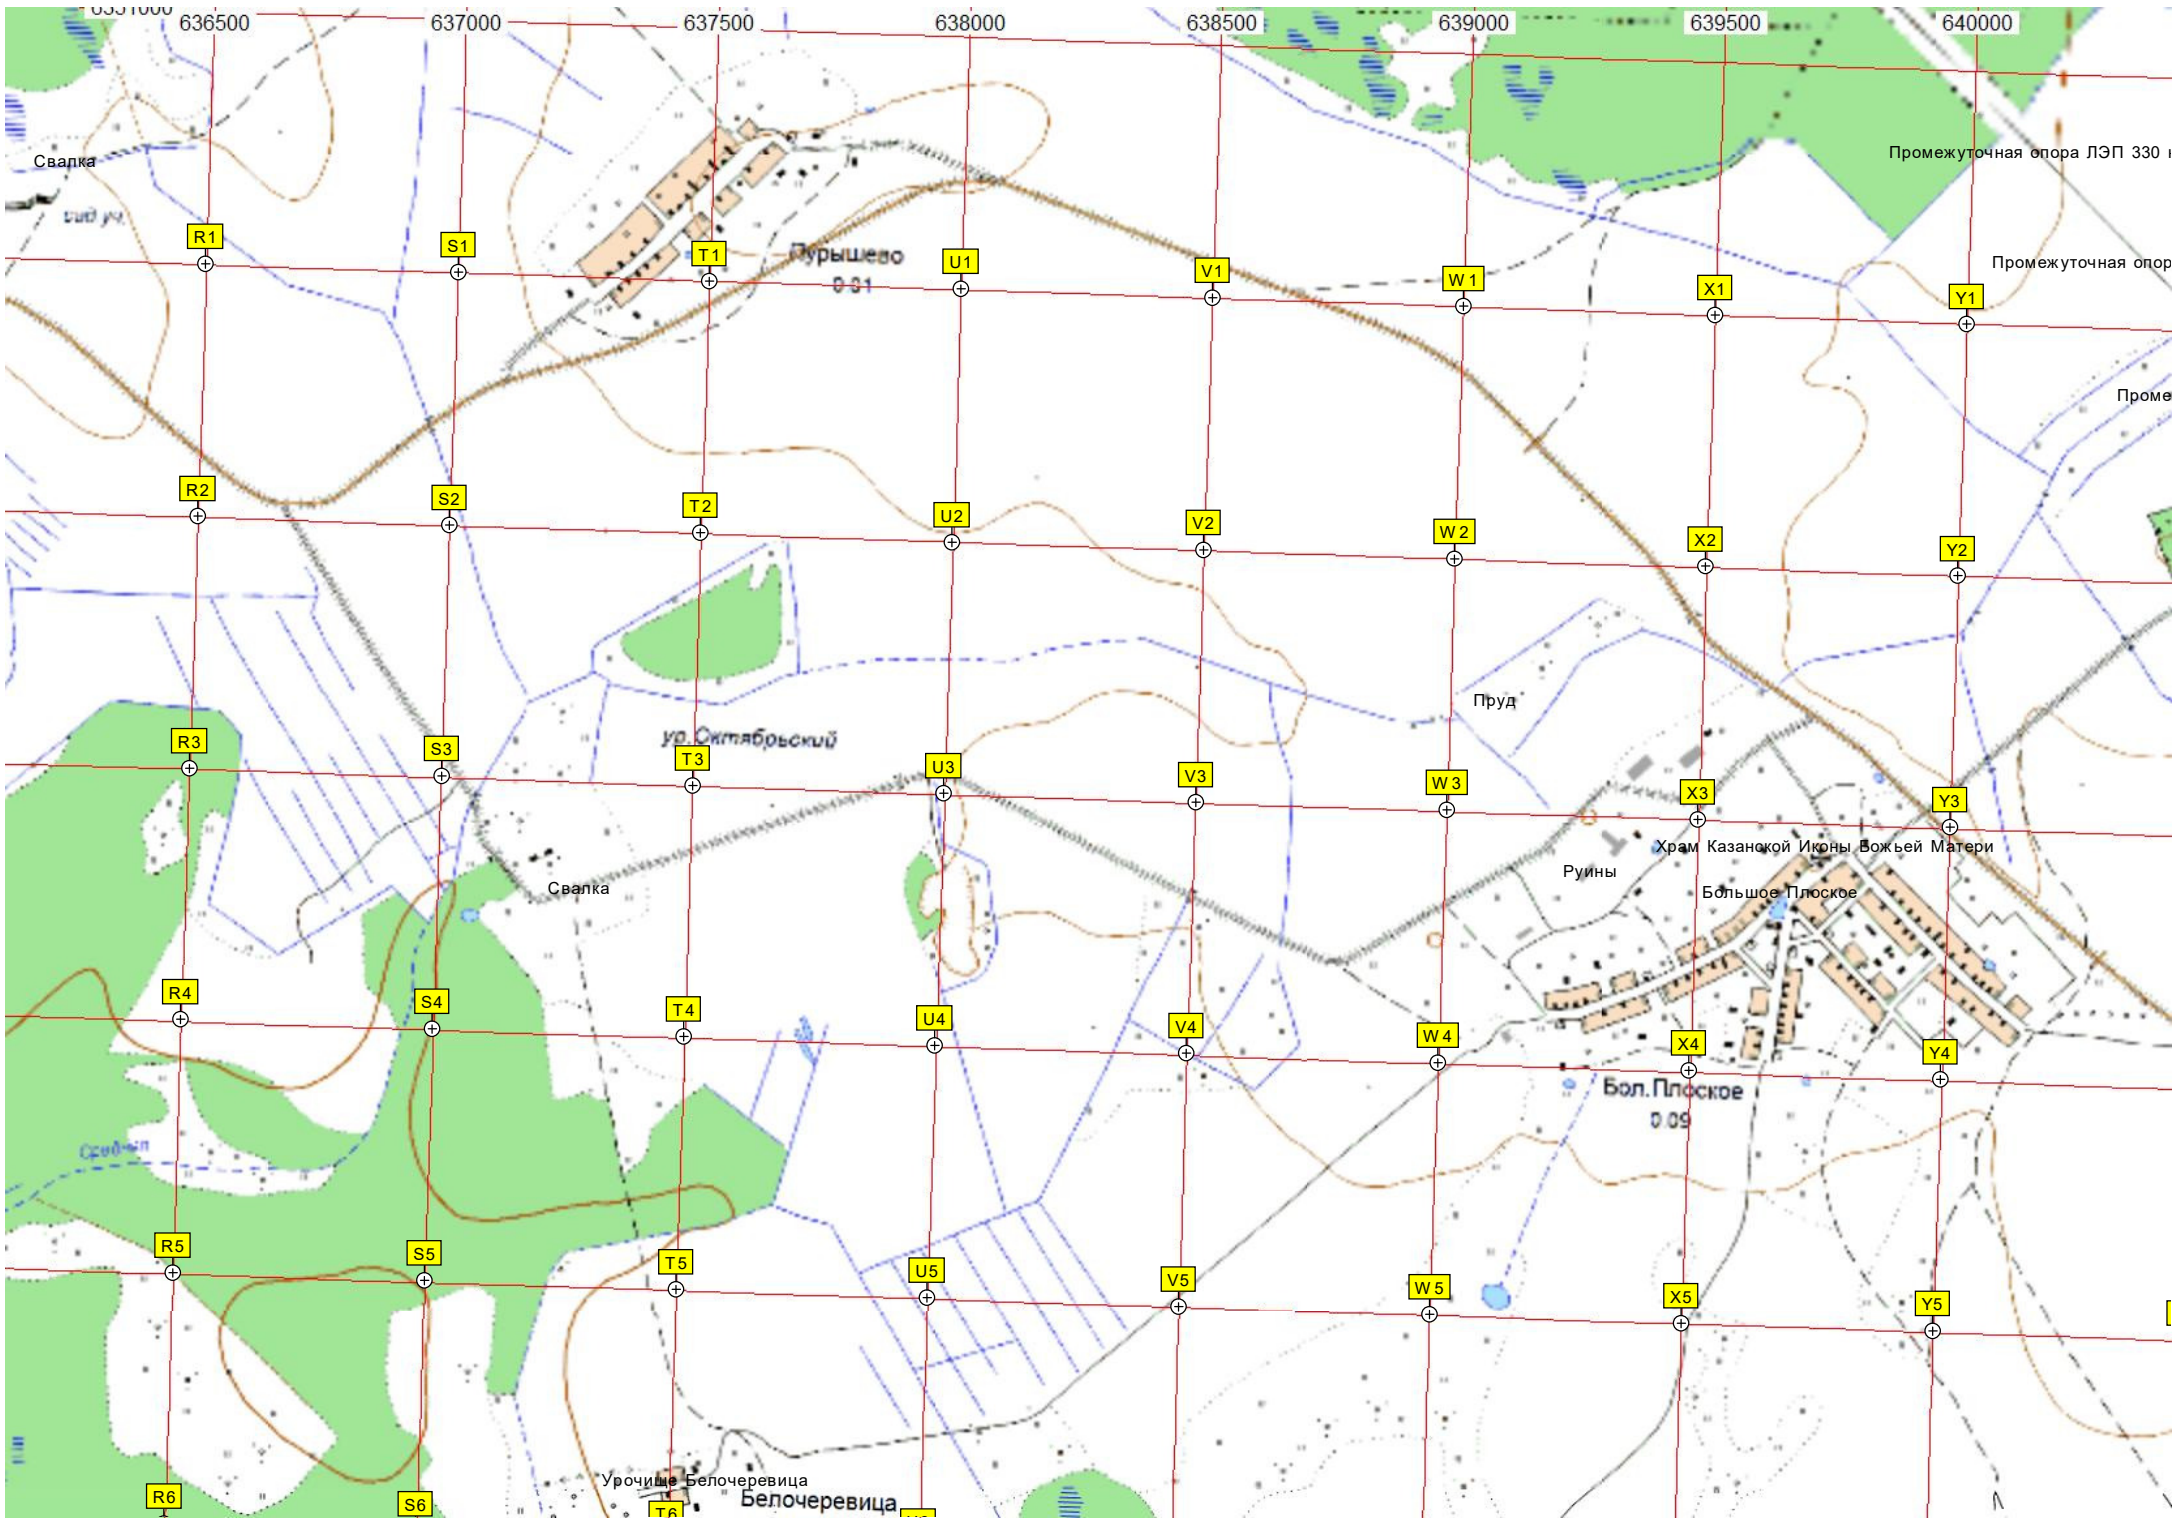 6351000
636500 637000 637500 638000 638500 639000 639500 640000
Свалка
Промежуточная опора ЛЭП 330 к
R1 S1 T1 U1 V1 W1 X1 Y1
Пурышево
0.01
Промежуточная опор
Проме
R2 S2 T2 U2 V2 W2 X2 Y2
Пруд
ур.Октябрьский
R3 S3 T3 U3 V3 W3 X3 Y3
Храм Казанской Иконы Божьей Матери
Руины
Свалка
Большое Плоское
R4 S4 T4 U4 V4 W4 X4 Y4
Бол.Плоское
0.09
R5 S5 T5 U5 V5 W5 X5 Y5
Урочище Белочеревица
Белочеревица
R6 S6 T6